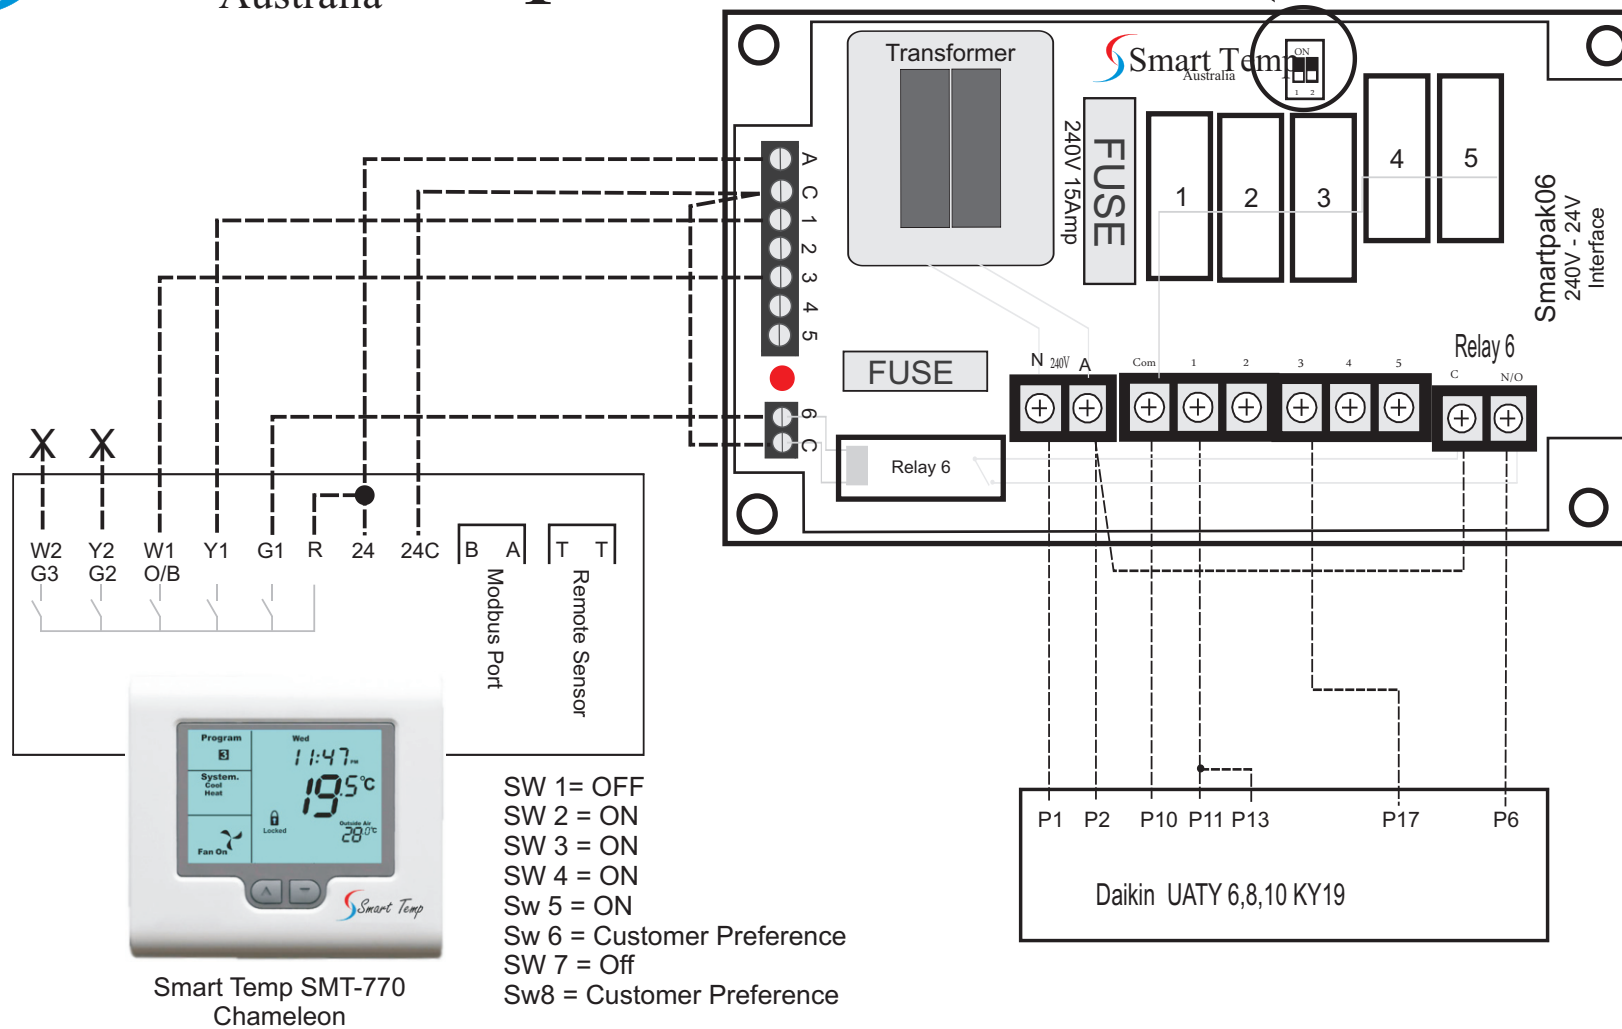 Australia
Transformer
Smart Temp
Australia
ON
1 2
FUSE
240V 15Amp
1
2
3
4
5
Smartpak06
240V - 24V
Interface
A
C
1
2
3
4
5
6
C
FUSE
N 240V A
Com 1 2 3 4 5
Relay 6
C N/O
Relay 6
X X
W2 Y2 W1 Y1 G1 R 24 24C B A T T
G3 G2 O/B
Modbus Port
Remote Sensor
Program
3
System.
Cool
Heat
Fan On
Wed
11:47 PM
19.5°C
Locked
Outside Air
28.0°C
Smart Temp
Smart Temp SMT-770
Chameleon
SW 1= OFF
SW 2 = ON
SW 3 = ON
SW 4 = ON
Sw 5 = ON
Sw 6 = Customer Preference
SW 7 = Off
Sw8 = Customer Preference
P1 P2 P10 P11 P13 P17 P6
Daikin UATY 6,8,10 KY19